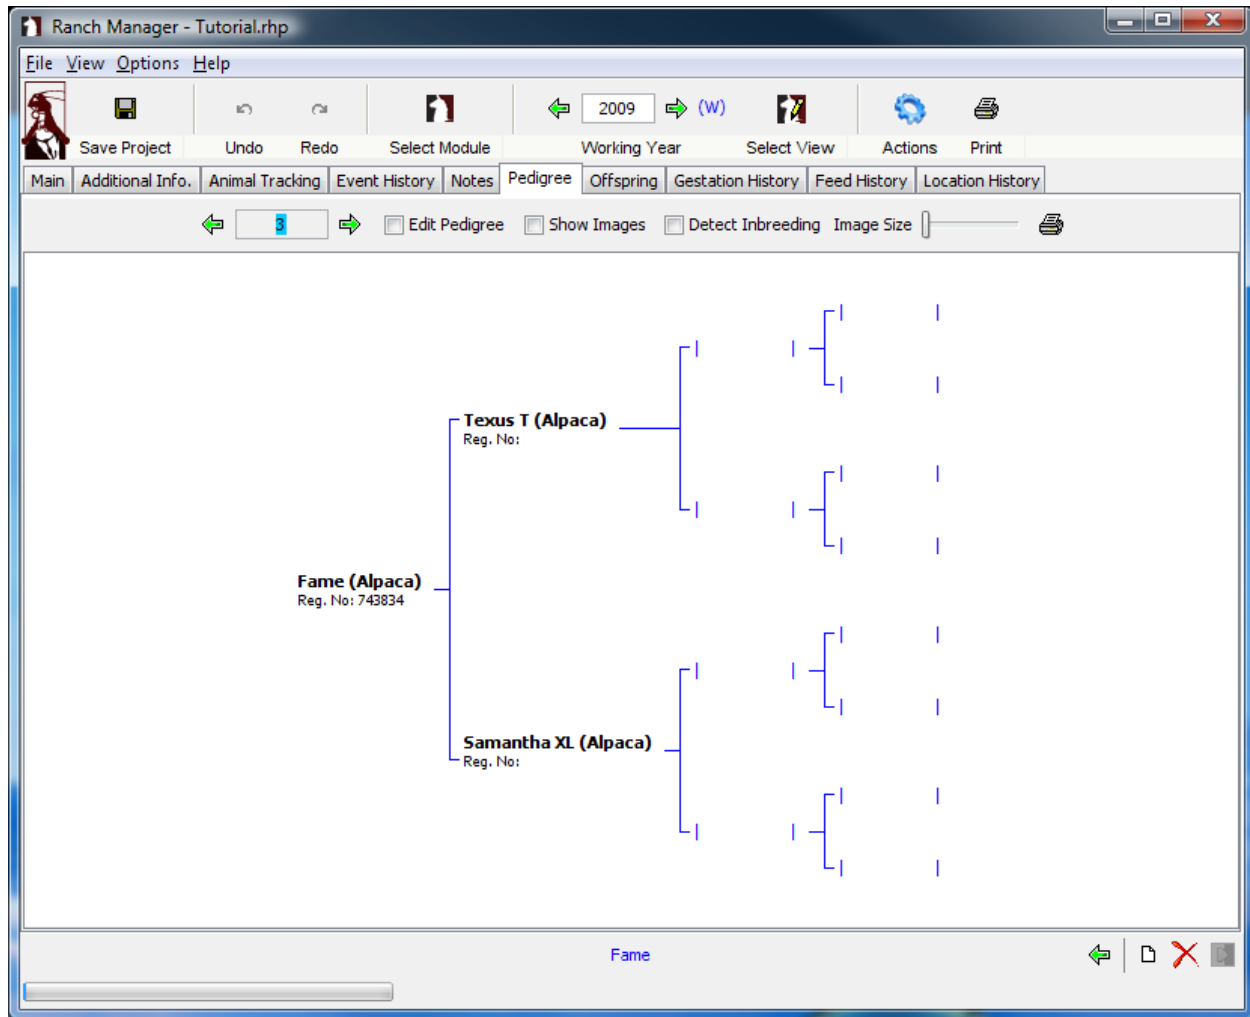 Ranch Manager - Tutorial.rhp
File View Options Help
2009 (W)
Save Project Undo Redo Select Module Working Year Select View Actions Print
Main Additional Info. Animal Tracking Event History Notes Pedigree Offspring Gestation History Feed History Location History
3 Edit Pedigree Show Images Detect Inbreeding Image Size
Texus T (Alpaca)
Reg. No:
Fame (Alpaca)
Reg. No: 743834
Samantha XL (Alpaca)
Reg. No:
Fame